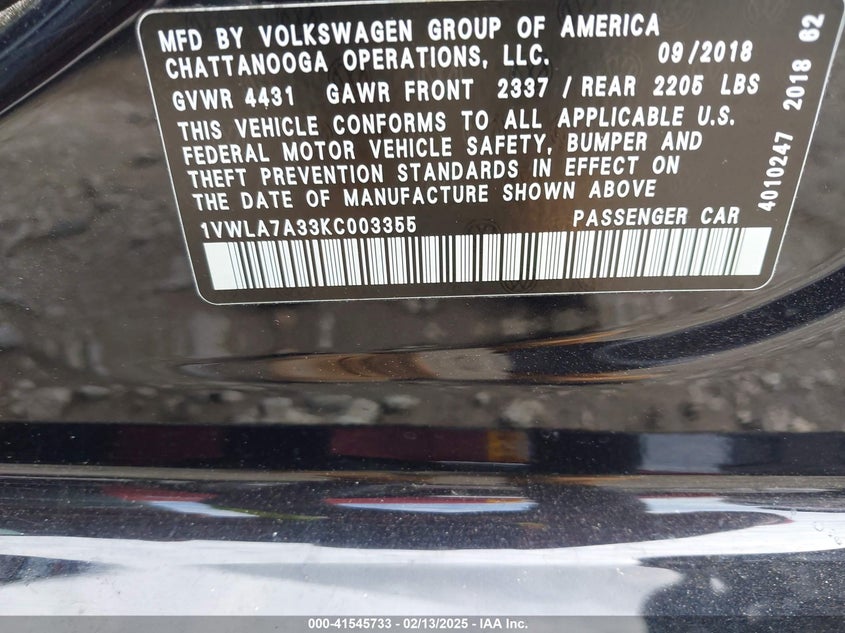 MFD BY VOLKSWAGEN GROUP OF AMERICA
CHATTANOOGA OPERATIONS, LLC. 09/2018
GVWR 4431 GAWR FRONT 2337 / REAR 2205 LBS
THIS VEHICLE CONFORMS TO ALL APPLICABLE U.S.
FEDERAL MOTOR VEHICLE SAFETY, BUMPER AND
THEFT PREVENTION STANDARDS IN EFFECT ON
THE DATE OF MANUFACTURE SHOWN ABOVE
1VWLA7A33KC003355 PASSENGER CAR
4010247 2018 62
000-41545733 - 02/13/2025 - IAA Inc.